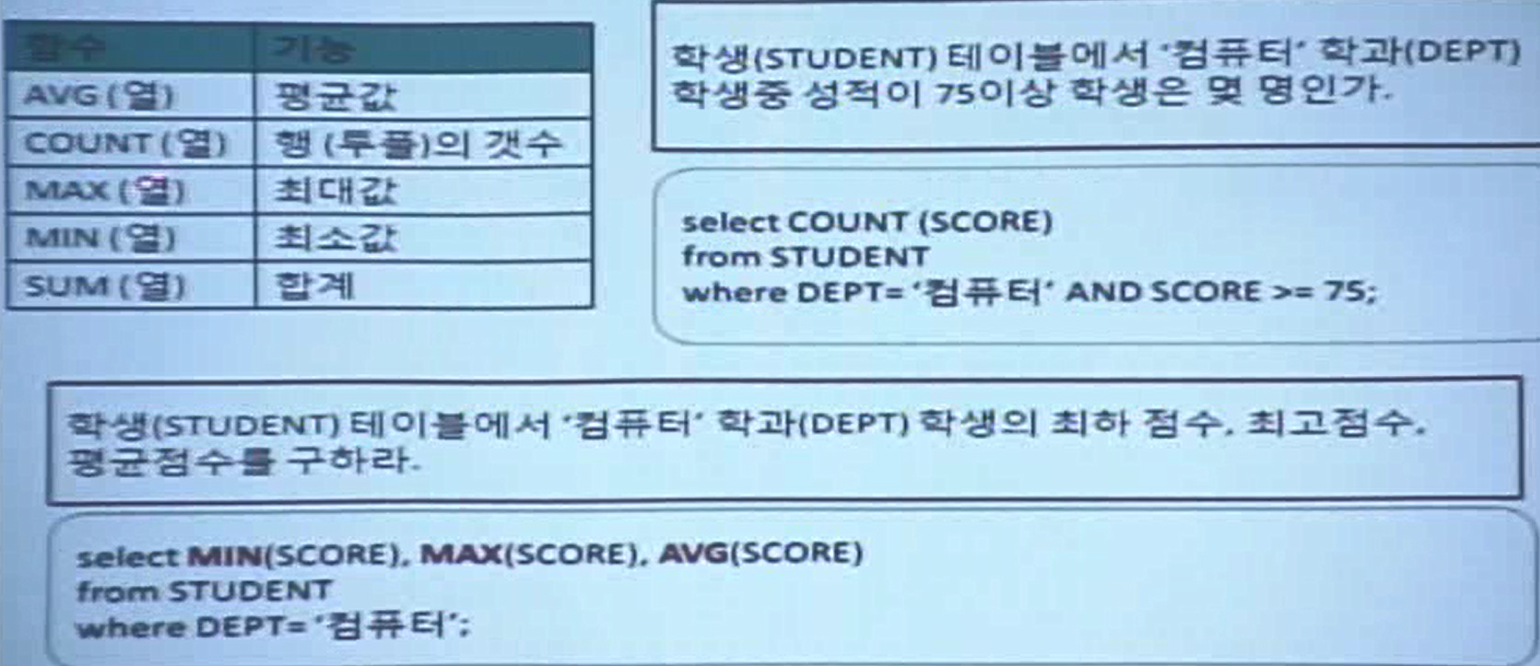 함수 기능
AVG (열) 평균값
COUNT (열) 행 (투플)의 갯수
MAX (열) 최대값
MIN (열) 최소값
SUM (열) 합계
학생(STUDENT) 테이블에서 ‘컴퓨터’ 학과(DEPT)
학생중 성적이 75이상 학생은 몇 명인가.
select COUNT (SCORE)
from STUDENT
where DEPT= ‘컴퓨터’ AND SCORE >= 75;
학생(STUDENT) 테이블에서 ‘컴퓨터’ 학과(DEPT) 학생의 최하 점수, 최고점수,
평균점수를 구하라.
select MIN(SCORE), MAX(SCORE), AVG(SCORE)
from STUDENT
where DEPT= ‘컴퓨터’;